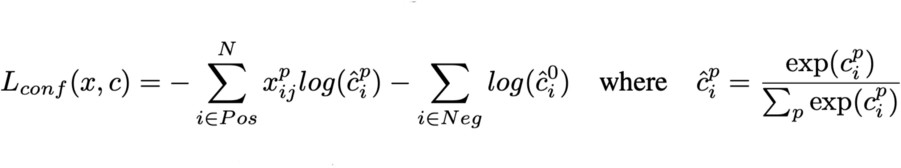 L_{conf}(x, c) = - \sum_{i \in Pos}^{N} x_{ij}^{p} log(\hat{c}_{i}^{p}) - \sum_{i \in Neg} log(\hat{c}_{i}^{0}) where \hat{c}_{i}^{p} = \frac{\exp(c_{i}^{p})}{\sum_{p} \exp(c_{i}^{p})}